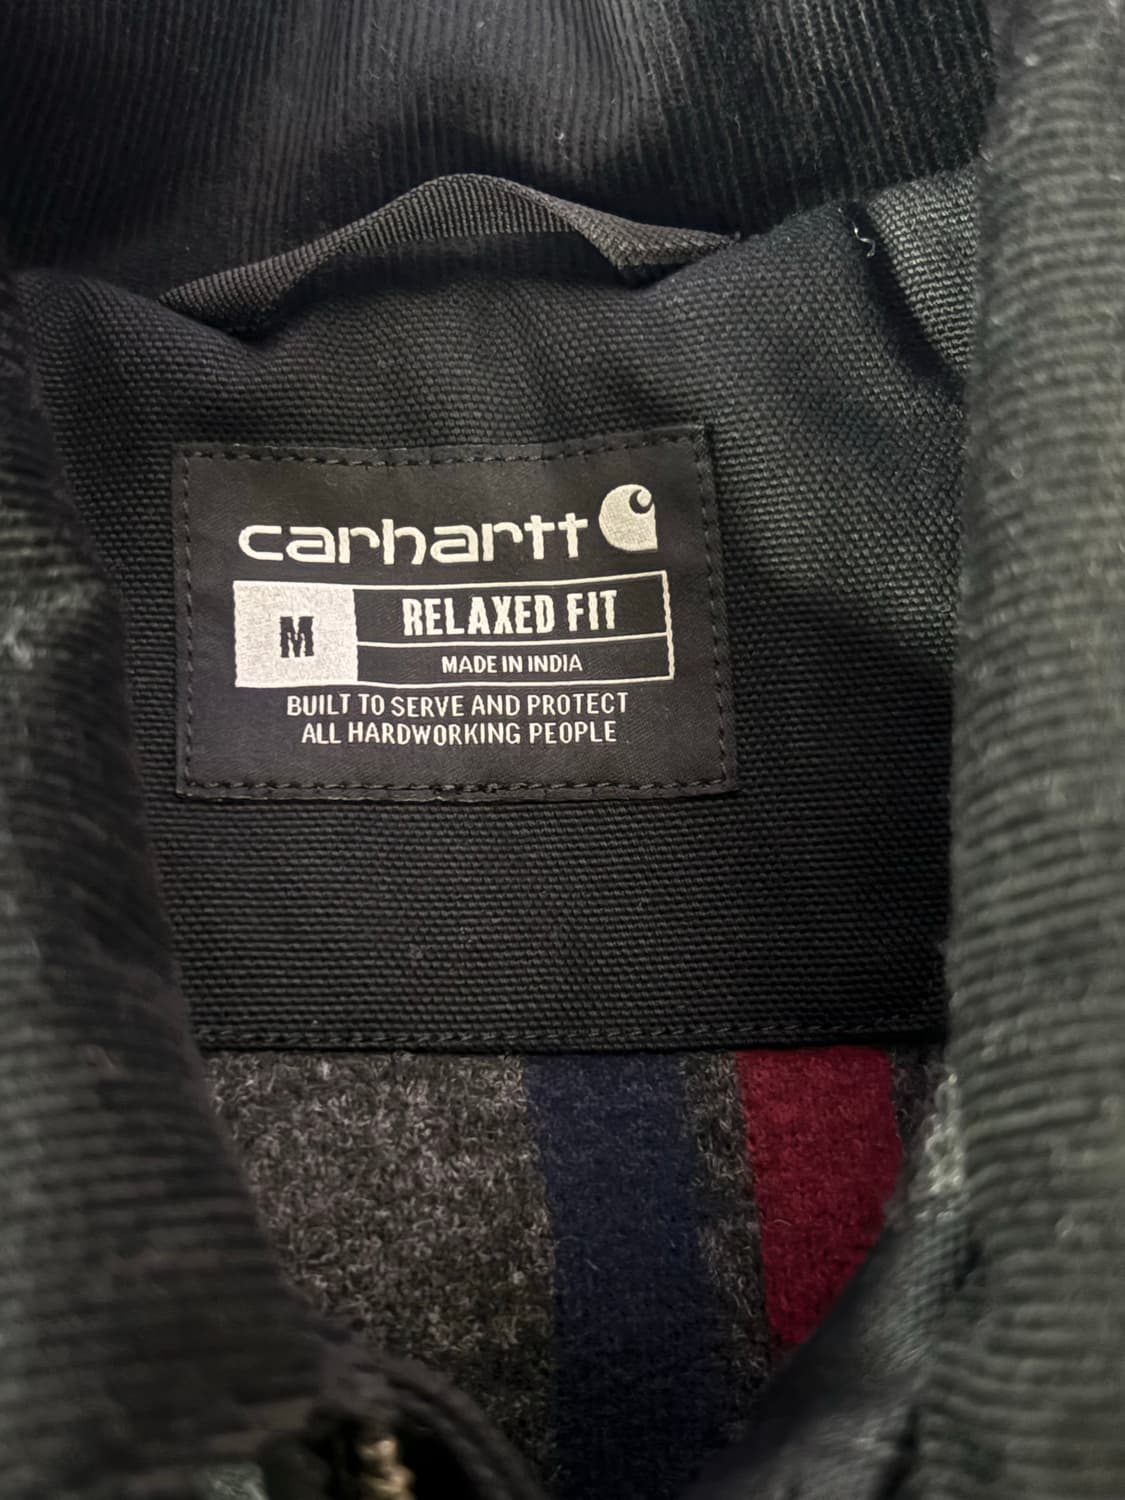 carhartt
M
RELAXED FIT
MADE IN INDIA
BUILT TO SERVE AND PROTECT
ALL HARDWORKING PEOPLE